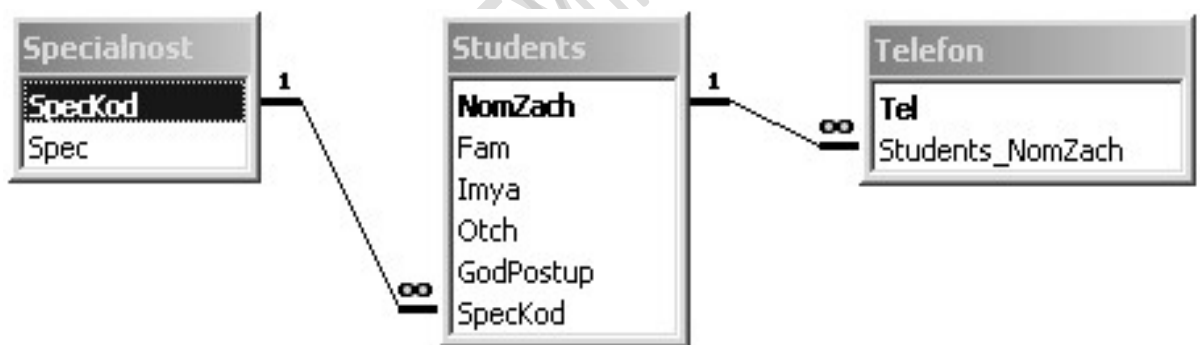 Specialnost
SpecKod
Spec
1
∞
Students
NomZach
Fam
Imya
Otch
GodPostup
SpecKod
1
∞
Telefon
Tel
Students_NomZach